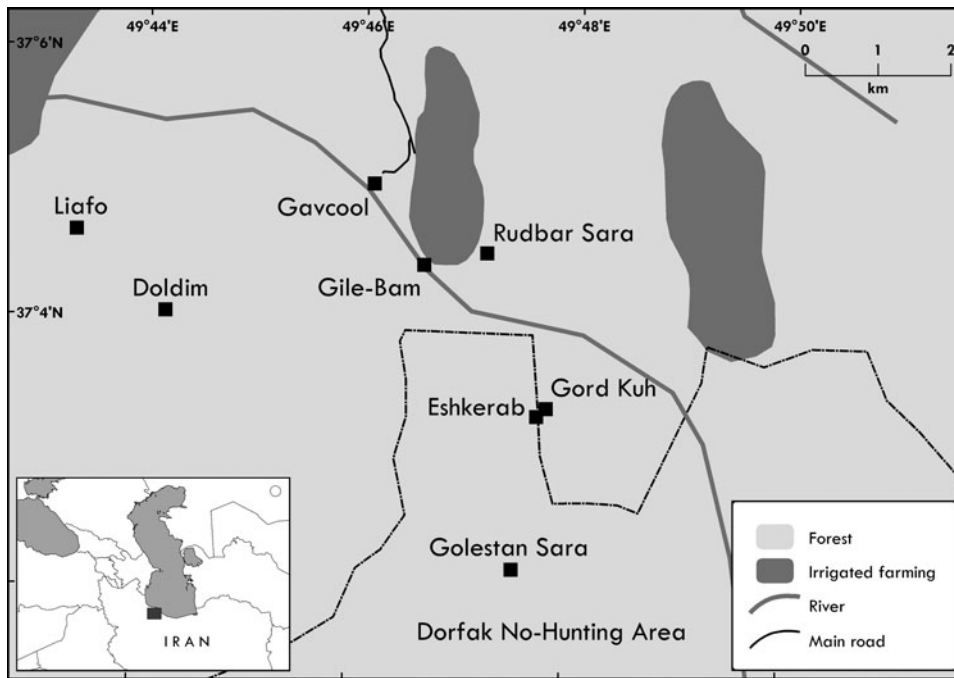 49°44´E
49°46´E
49°48´E
49°50´E
37°6´N
0 1 2
km
Liafo
Gavcool
Rudbar Sara
Doldim
Gile-Bam
37°4´N
Gord Kuh
Eshkerab
Golestan Sara
Dorfak No-Hunting Area
IRAN
Forest
Irrigated farming
River
Main road